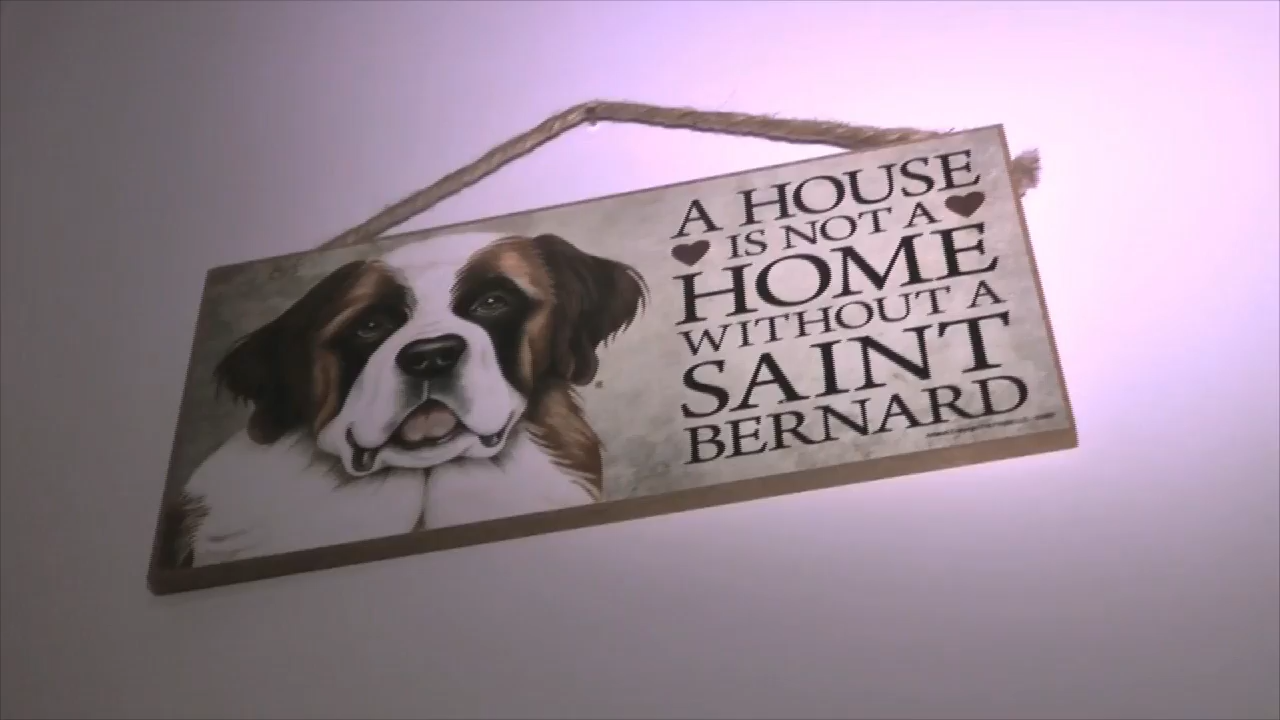 A HOUSE
IS NOT A
HOME
WITHOUT A
SAINT
BERNARD